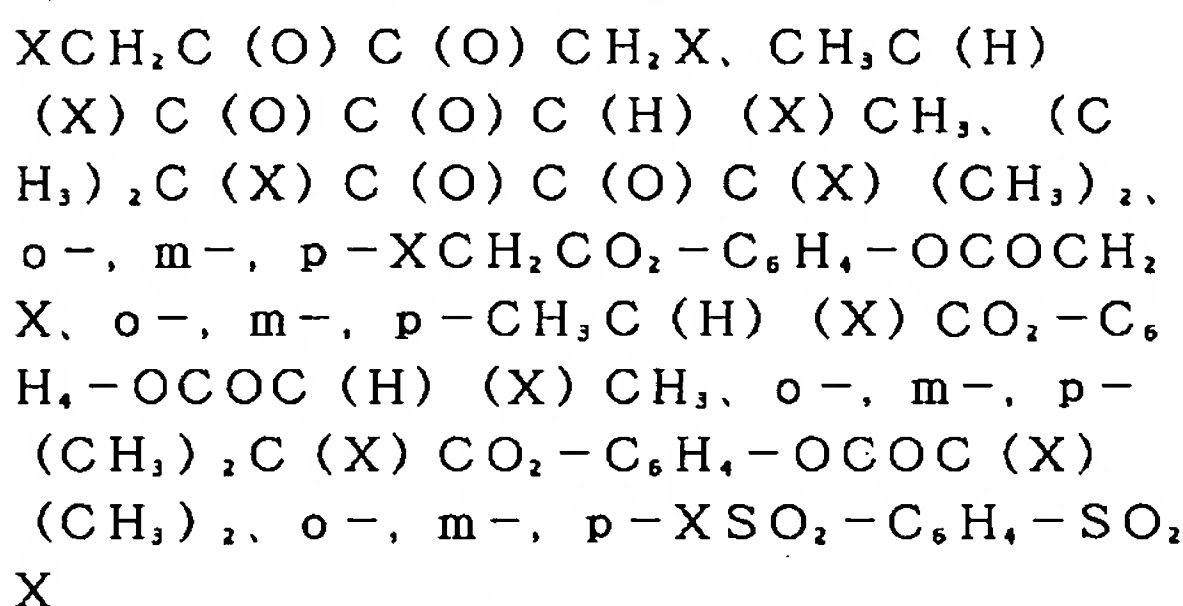 XCH₂C（O）C（O）CH₂X、CH₃C（H）
（X）C（O）C（O）C（H）（X）CH₃、（C
H₃）₂C（X）C（O）C（O）C（X）（CH₃）₂、
o－, m－, p－XCH₂CO₂－C₆H₄－OCOCH₂
X、o－, m－, p－CH₃C（H）（X）CO₂－C₆
H₄－OCOC（H）（X）CH₃、o－, m－, p－
（CH₃）₂C（X）CO₂－C₆H₄－OCOC（X）
（CH₃）₂、o－, m－, p－XSO₂－C₆H₄－SO₂
X